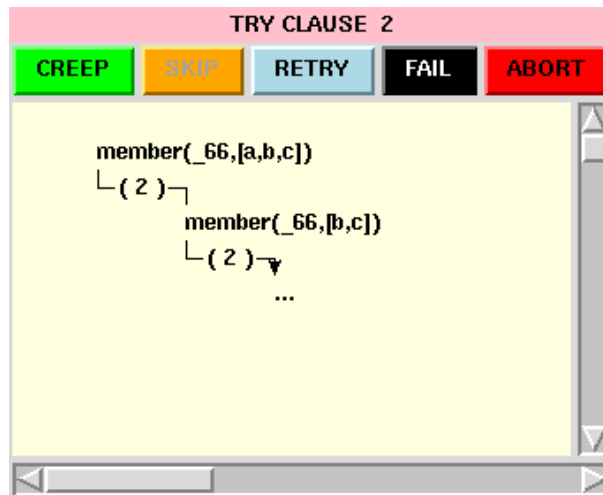 TRY CLAUSE 2
CREEP SKIP RETRY FAIL ABORT
member(_66,[a,b,c])
( 2 )
member(_66,[b,c])
( 2 )
...